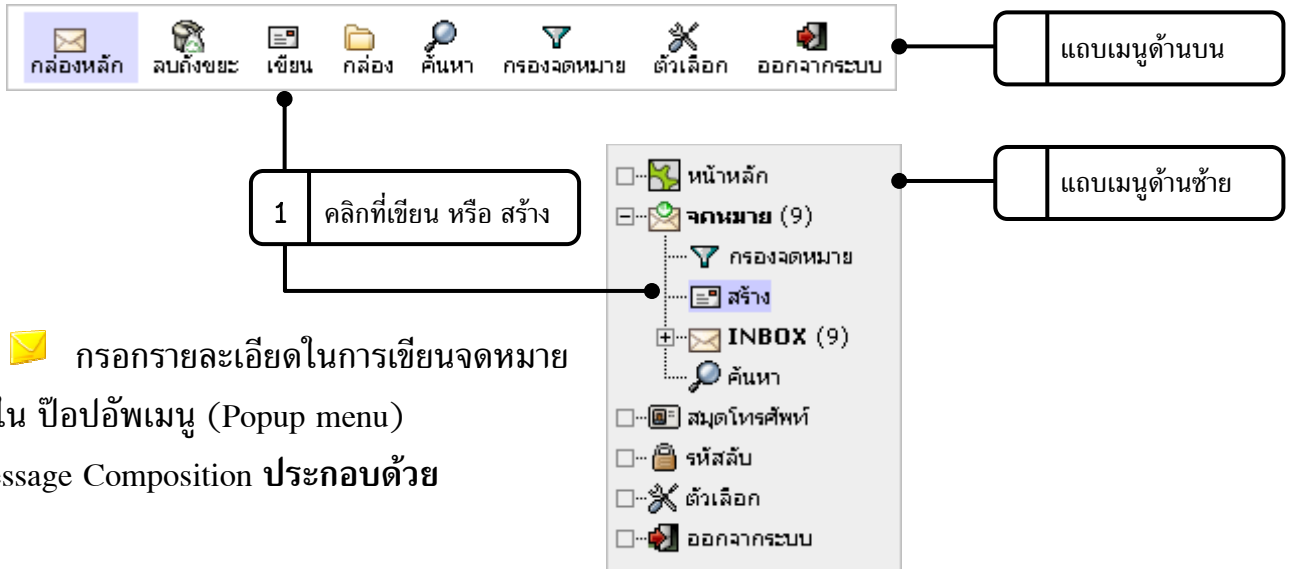 กล่องหลัก ลบถังขยะ เขียน กล่อง ค้นหา กรองจดหมาย ตัวเลือก ออกจากระบบ
แถบเมนูด้านบน
1 คลิกที่เขียน หรือ สร้าง
แถบเมนูด้านซ้าย
หน้าหลัก
จดหมาย (9)
กรองจดหมาย
สร้าง
INBOX (9)
ค้นหา
สมุดโทรศัพท์
รหัสลับ
ตัวเลือก
ออกจากระบบ
กรอกรายละเอียดในการเขียนจดหมาย
ใน ป๊อปอัพเมนู (Popup menu)
essage Composition ประกอบด้วย